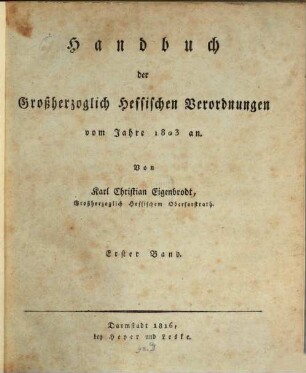 Handbuch
der
Großherzoglich Hessischen Verordnungen
vom Jahre 1803 an.
Von
Karl Christian Eigenbrodt,
Großherzoglich Hessischem Oberforstrath.
Erster Band.
Darmstadt 1816,
bey Heyer und Leske.